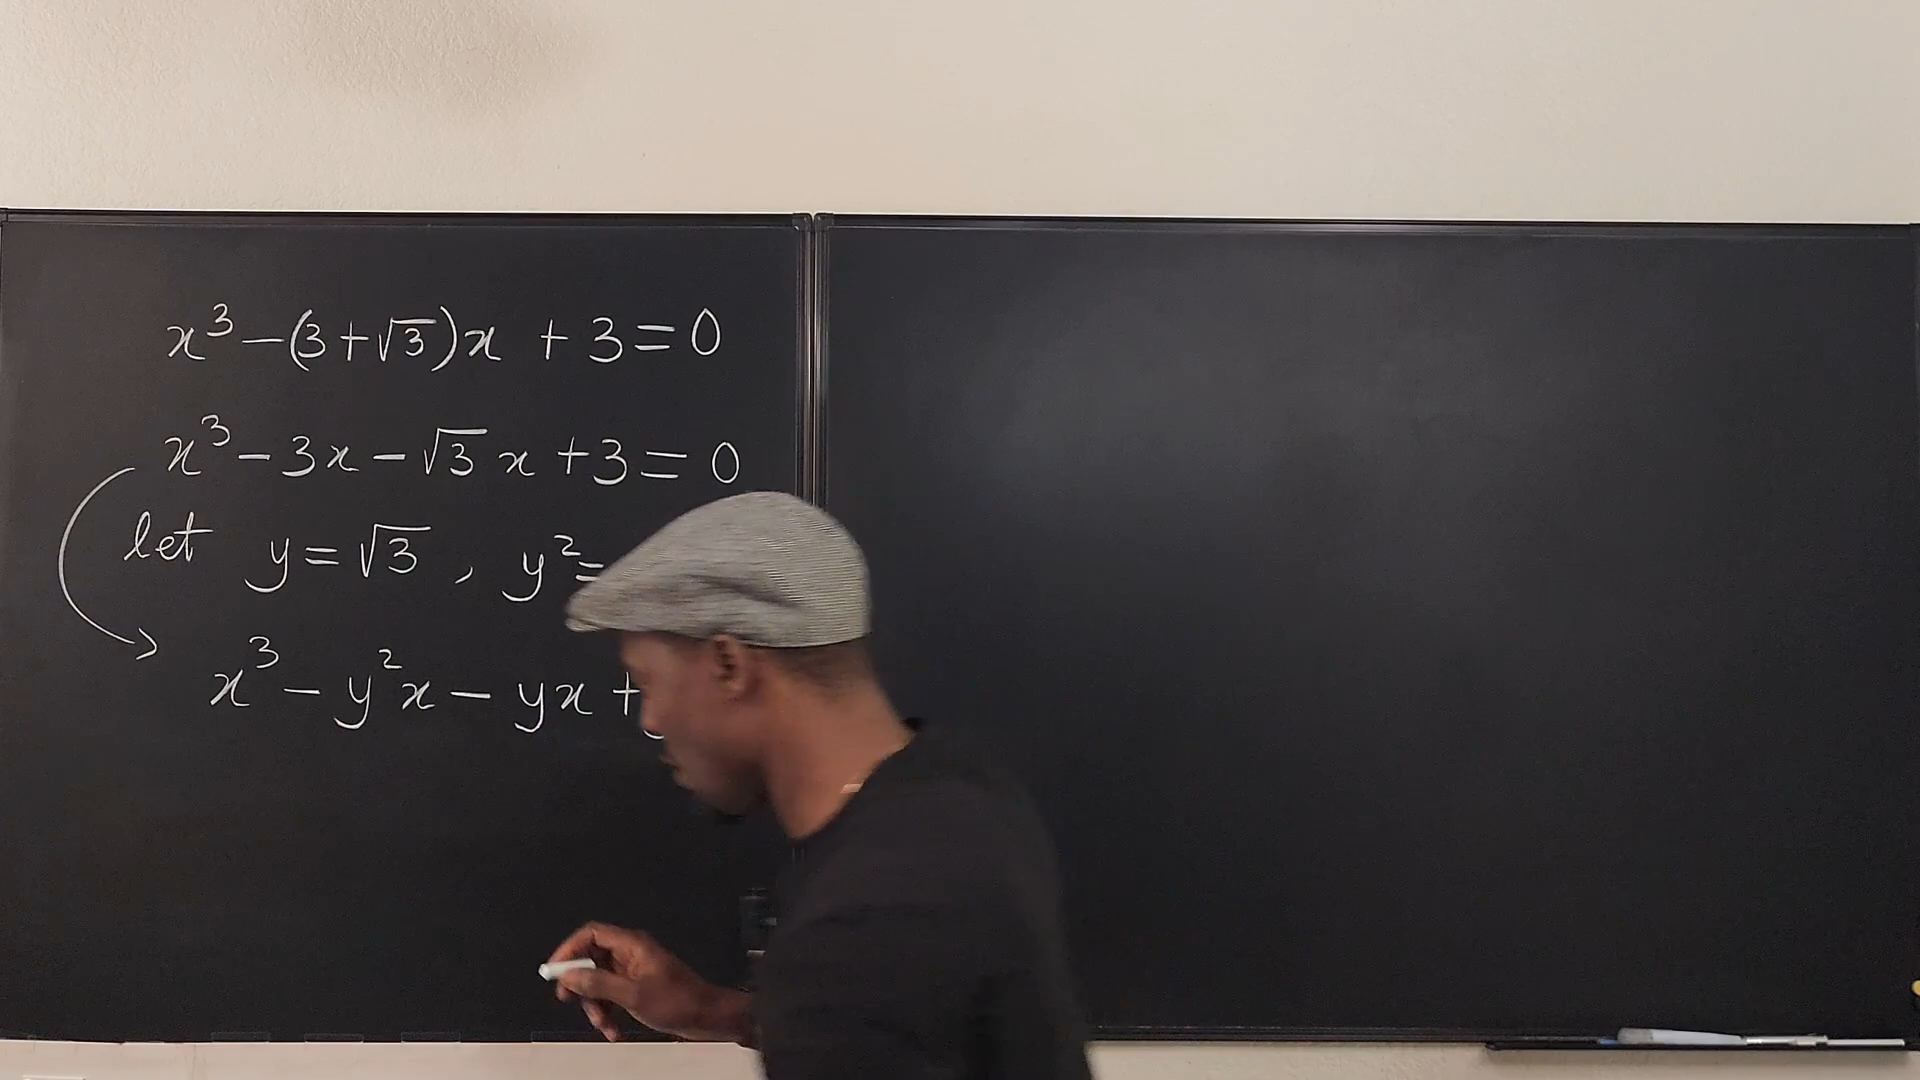 x³ - (3 + √3)x + 3 = 0
x³ - 3x - √3 x + 3 = 0
let y = √3 , y² =
x³ - y²x - yx +